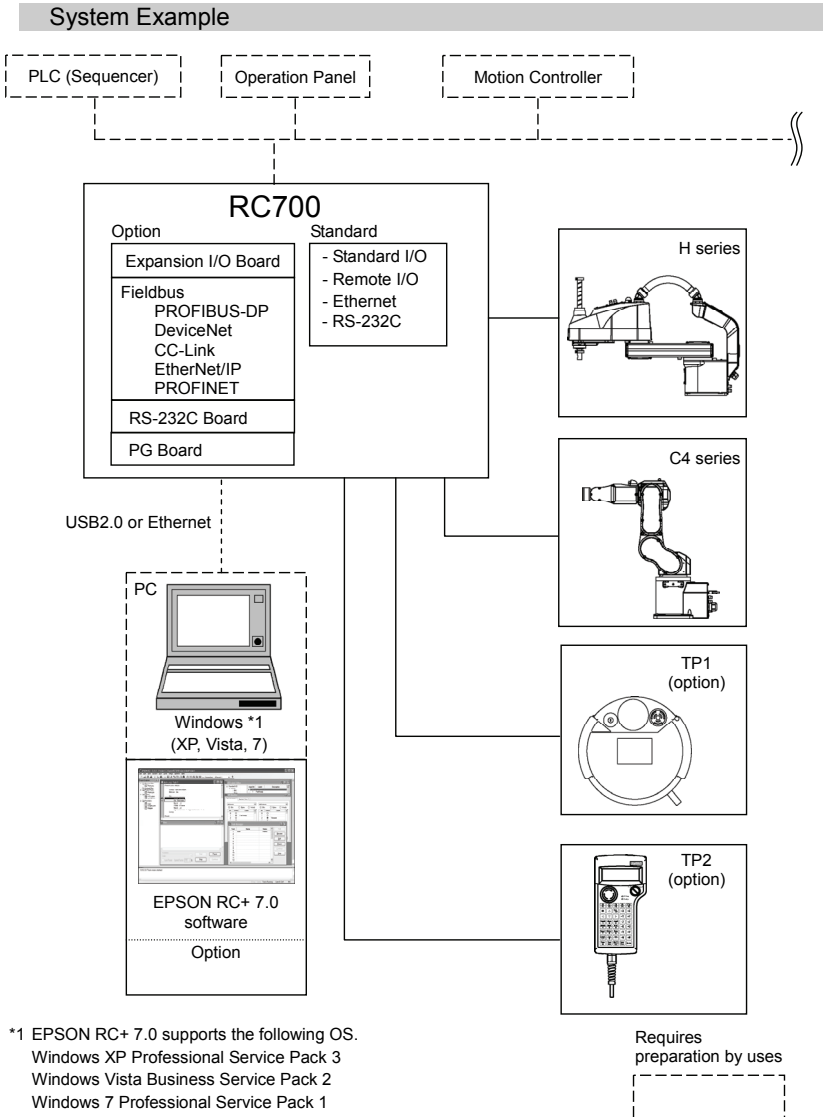 System Example
PLC (Sequencer)
Operation Panel
Motion Controller
RC700
Option
Expansion I/O Board
Fieldbus
PROFIBUS-DP
DeviceNet
CC-Link
EtherNet/IP
PROFINET
RS-232C Board
PG Board
Standard
- Standard I/O
- Remote I/O
- Ethernet
- RS-232C
H series
C4 series
USB2.0 or Ethernet
PC
Windows *1
(XP, Vista, 7)
EPSON RC+ 7.0
software
Option
TP1
(option)
TP2
(option)
*1 EPSON RC+ 7.0 supports the following OS.
Windows XP Professional Service Pack 3
Windows Vista Business Service Pack 2
Windows 7 Professional Service Pack 1
Requires
preparation by uses